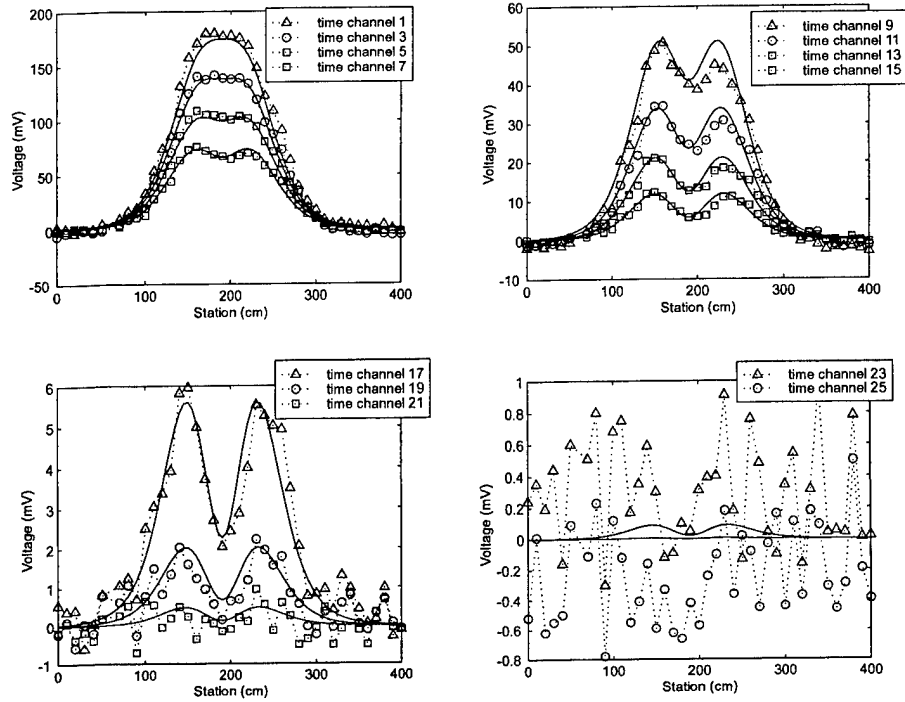 200
150
100
50
0
-50
0
100
200
300
400
Voltage (mV)
Station (cm)
time channel 1
time channel 3
time channel 5
time channel 7
60
50
40
30
20
10
0
-10
0
100
200
300
400
Voltage (mV)
Station (cm)
time channel 9
time channel 11
time channel 13
time channel 15
6
5
4
3
2
1
0
-1
0
100
200
300
400
Voltage (mV)
Station (cm)
time channel 17
time channel 19
time channel 21
1
0.8
0.6
0.4
0.2
0
-0.2
-0.4
-0.6
-0.8
0
100
200
300
400
Voltage (mV)
Station (cm)
time channel 23
time channel 25